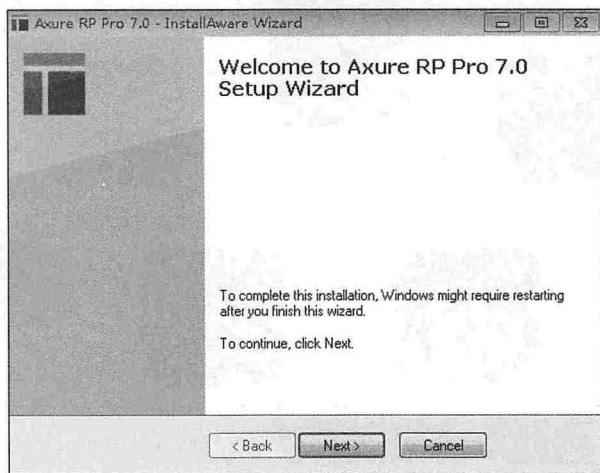 Axure RP Pro 7.0 - InstallAware Wizard
Welcome to Axure RP Pro 7.0
Setup Wizard
To complete this installation, Windows might require restarting
after you finish this wizard.
To continue, click Next.
< Back Next > Cancel